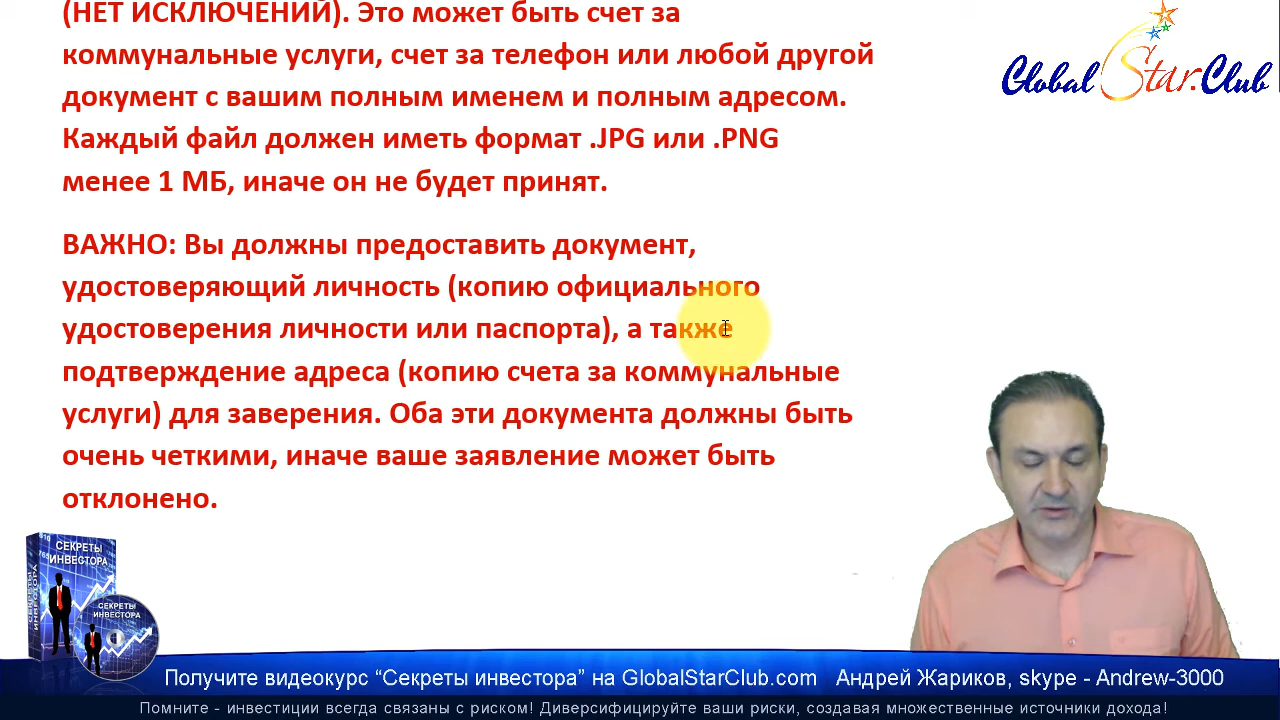 (НЕТ ИСКЛЮЧЕНИЙ). Это может быть счет за
коммунальные услуги, счет за телефон или любой другой
документ с вашим полным именем и полным адресом.
Каждый файл должен иметь формат .JPG или .PNG
менее 1 МБ, иначе он не будет принят.
ВАЖНО: Вы должны предоставить документ,
удостоверяющий личность (копию официального
удостоверения личности или паспорта), а также
подтверждение адреса (копию счета за коммунальные
услуги) для заверения. Оба эти документа должны быть
очень четкими, иначе ваше заявление может быть
отклонено.
Global Star.Club
СЕКРЕТЫ
ИНВЕСТОРА
СЕКРЕТЫ
ИНВЕСТОРА
СЕКРЕТЫ
ИНВЕСТОРА
Получите видеокурс “Секреты инвестора” на GlobalStarClub.com Андрей Жариков, skype - Andrew-3000
Помните - инвестиции всегда связаны с риском! Диверсифицируйте ваши риски, создавая множественные источники дохода!